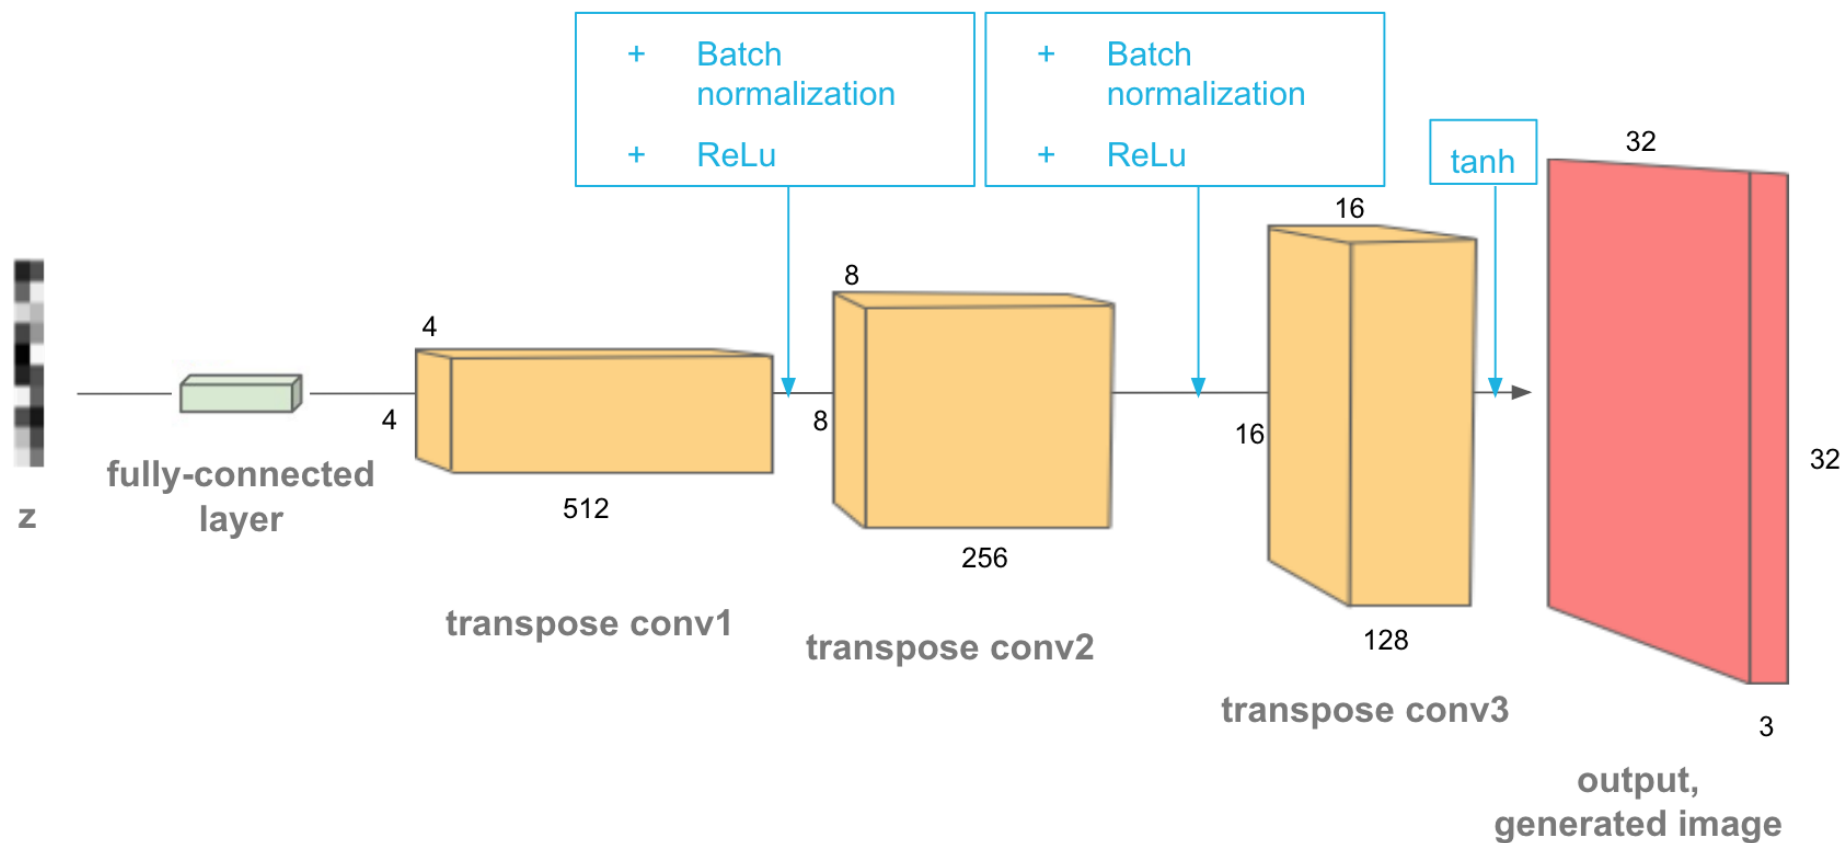 + Batch
normalization
+ ReLu
+ Batch
normalization
+ ReLu
tanh
z
fully-connected
layer
4
4
512
transpose conv1
8
8
256
transpose conv2
16
16
128
transpose conv3
32
32
3
output,
generated image